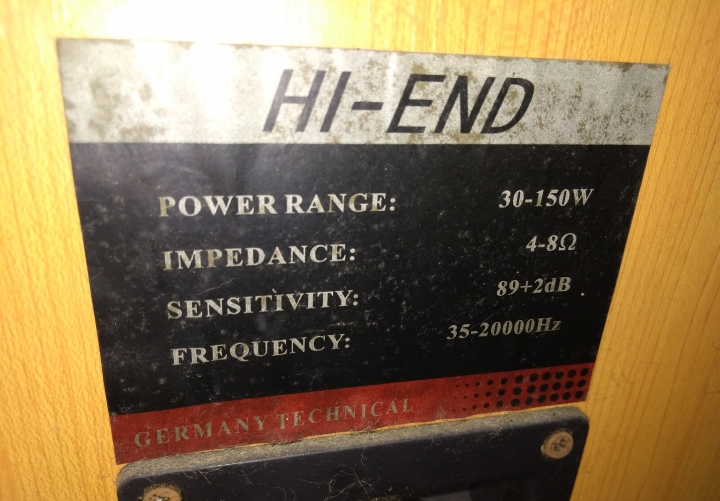 HI-END
POWER RANGE: 30-150W
IMPEDANCE: 4-8Ω
SENSITIVITY: 89+2dB
FREQUENCY: 35-20000Hz
GERMANY TECHNICAL